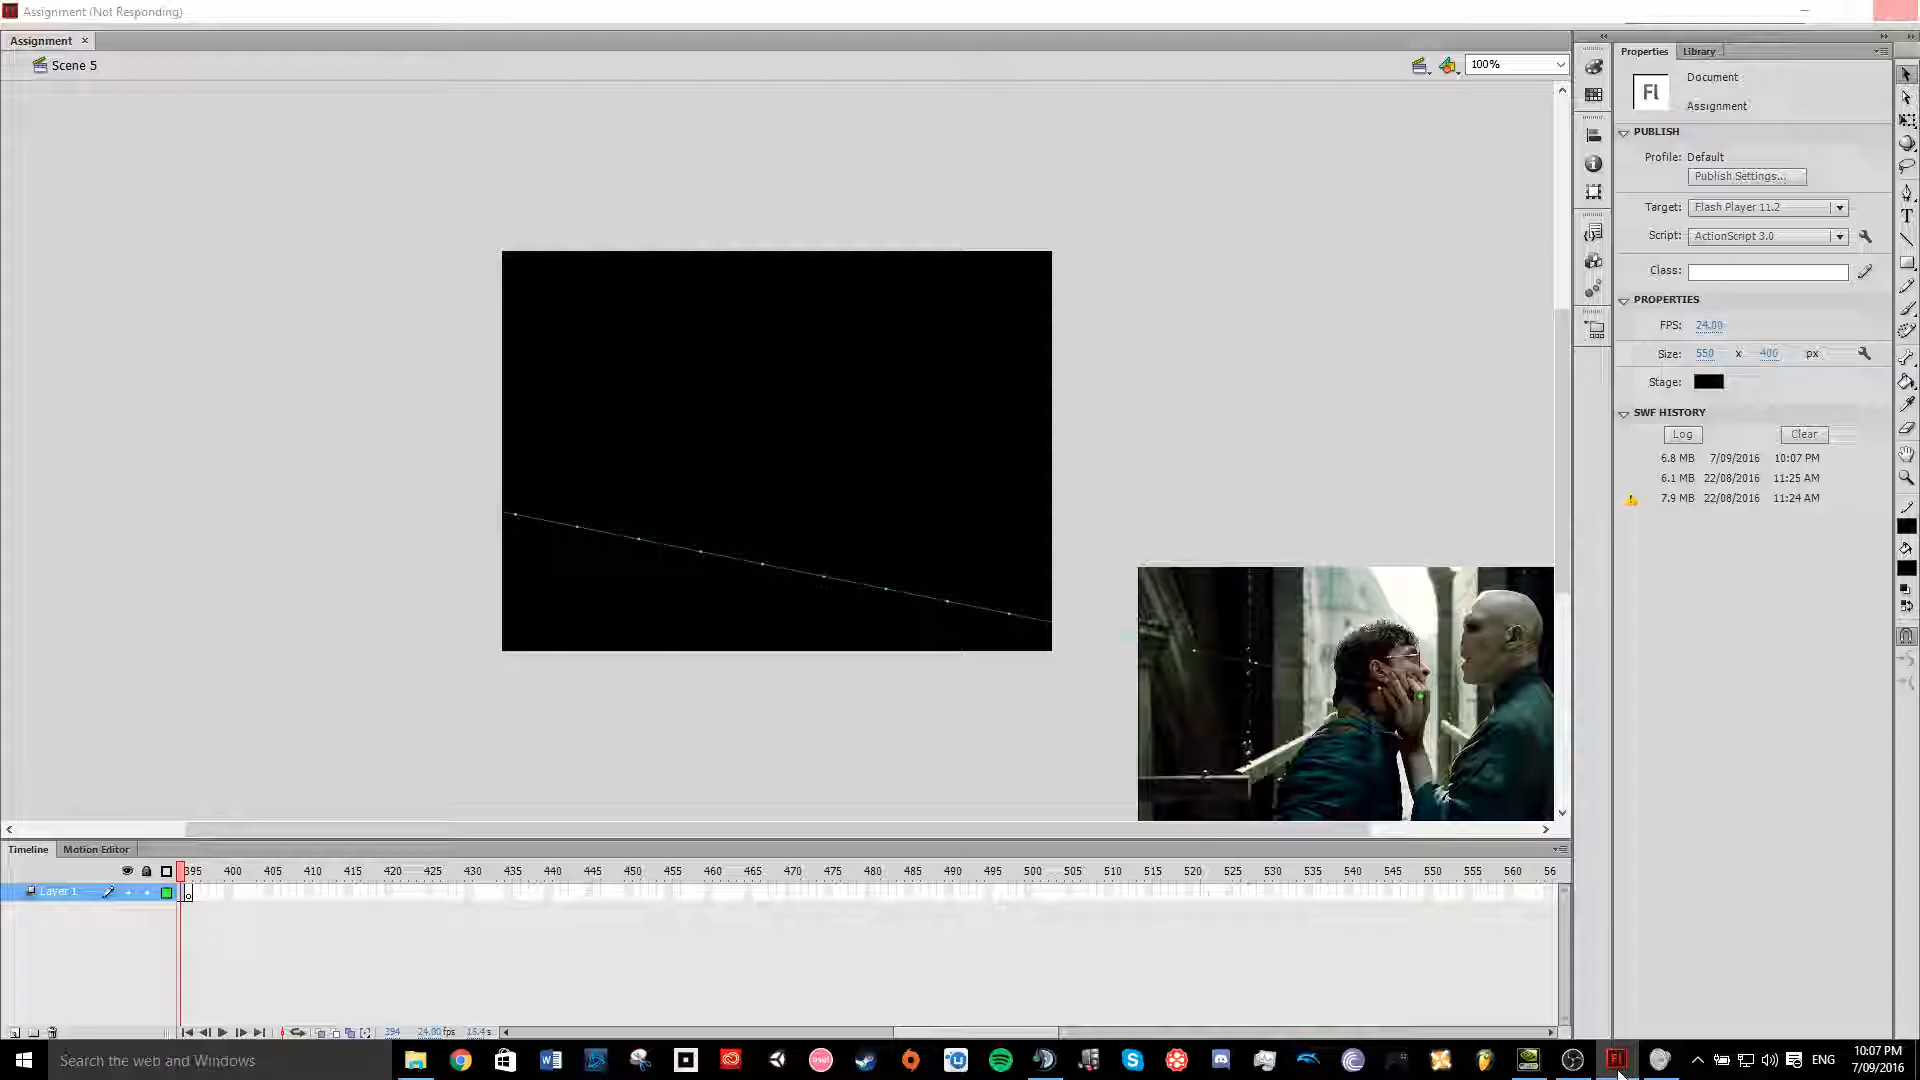 Assignment (Not Responding)
Assignment ×
Scene 5
100%
Properties Library
Fl
Document
Assignment
PUBLISH
Profile: Default
Publish Settings...
Target: Flash Player 11.2
Script: ActionScript 3.0
Class:
PROPERTIES
FPS: 24.00
Size: 550 x 400 px
Stage:
SWF HISTORY
Log Clear
6.8 MB 7/09/2016 10:07 PM
6.1 MB 22/08/2016 11:25 AM
7.9 MB 22/08/2016 11:24 AM
Timeline Motion Editor
395 400 405 410 415 420 425 430 435 440 445 450 455 460 465 470 475 480 485 490 495 500 505 510 515 520 525 530 535 540 545 550 555 56
Layer 1
394 24.00fps 16.4s
Search the web and Windows
ENG
10:07 PM
7/09/2016